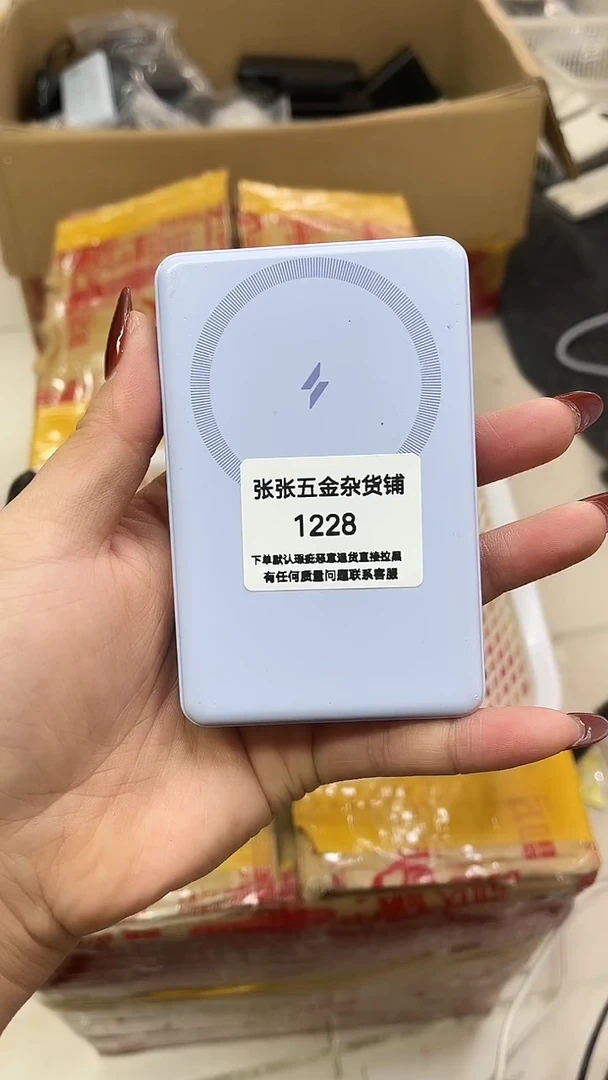 张张五金杂货铺
1228
下单默认瑕疵恶意退货直接拉黑
有任何质量问题联系客服